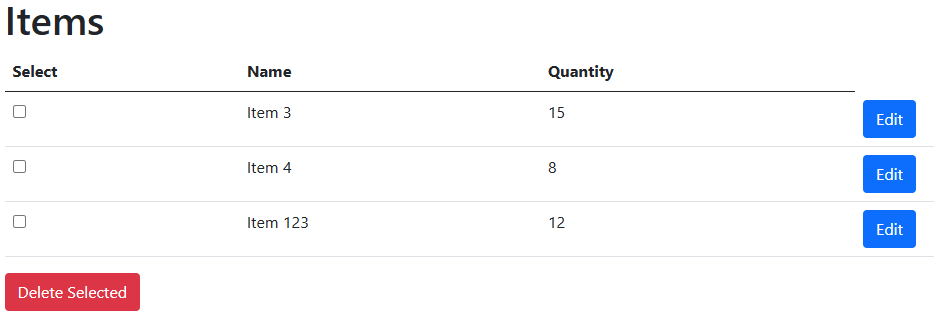 Items
Select Name Quantity
Item 3 15 Edit
Item 4 8 Edit
Item 123 12 Edit
Delete Selected